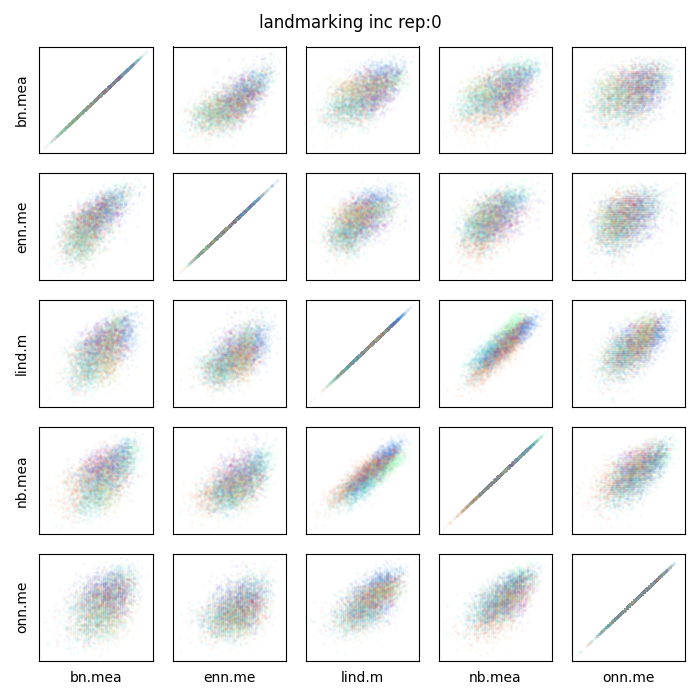 landmarking inc rep:0
bn.mea
enn.me
lind.m
nb.mea
onn.me
bn.mea enn.me lind.m nb.mea onn.me